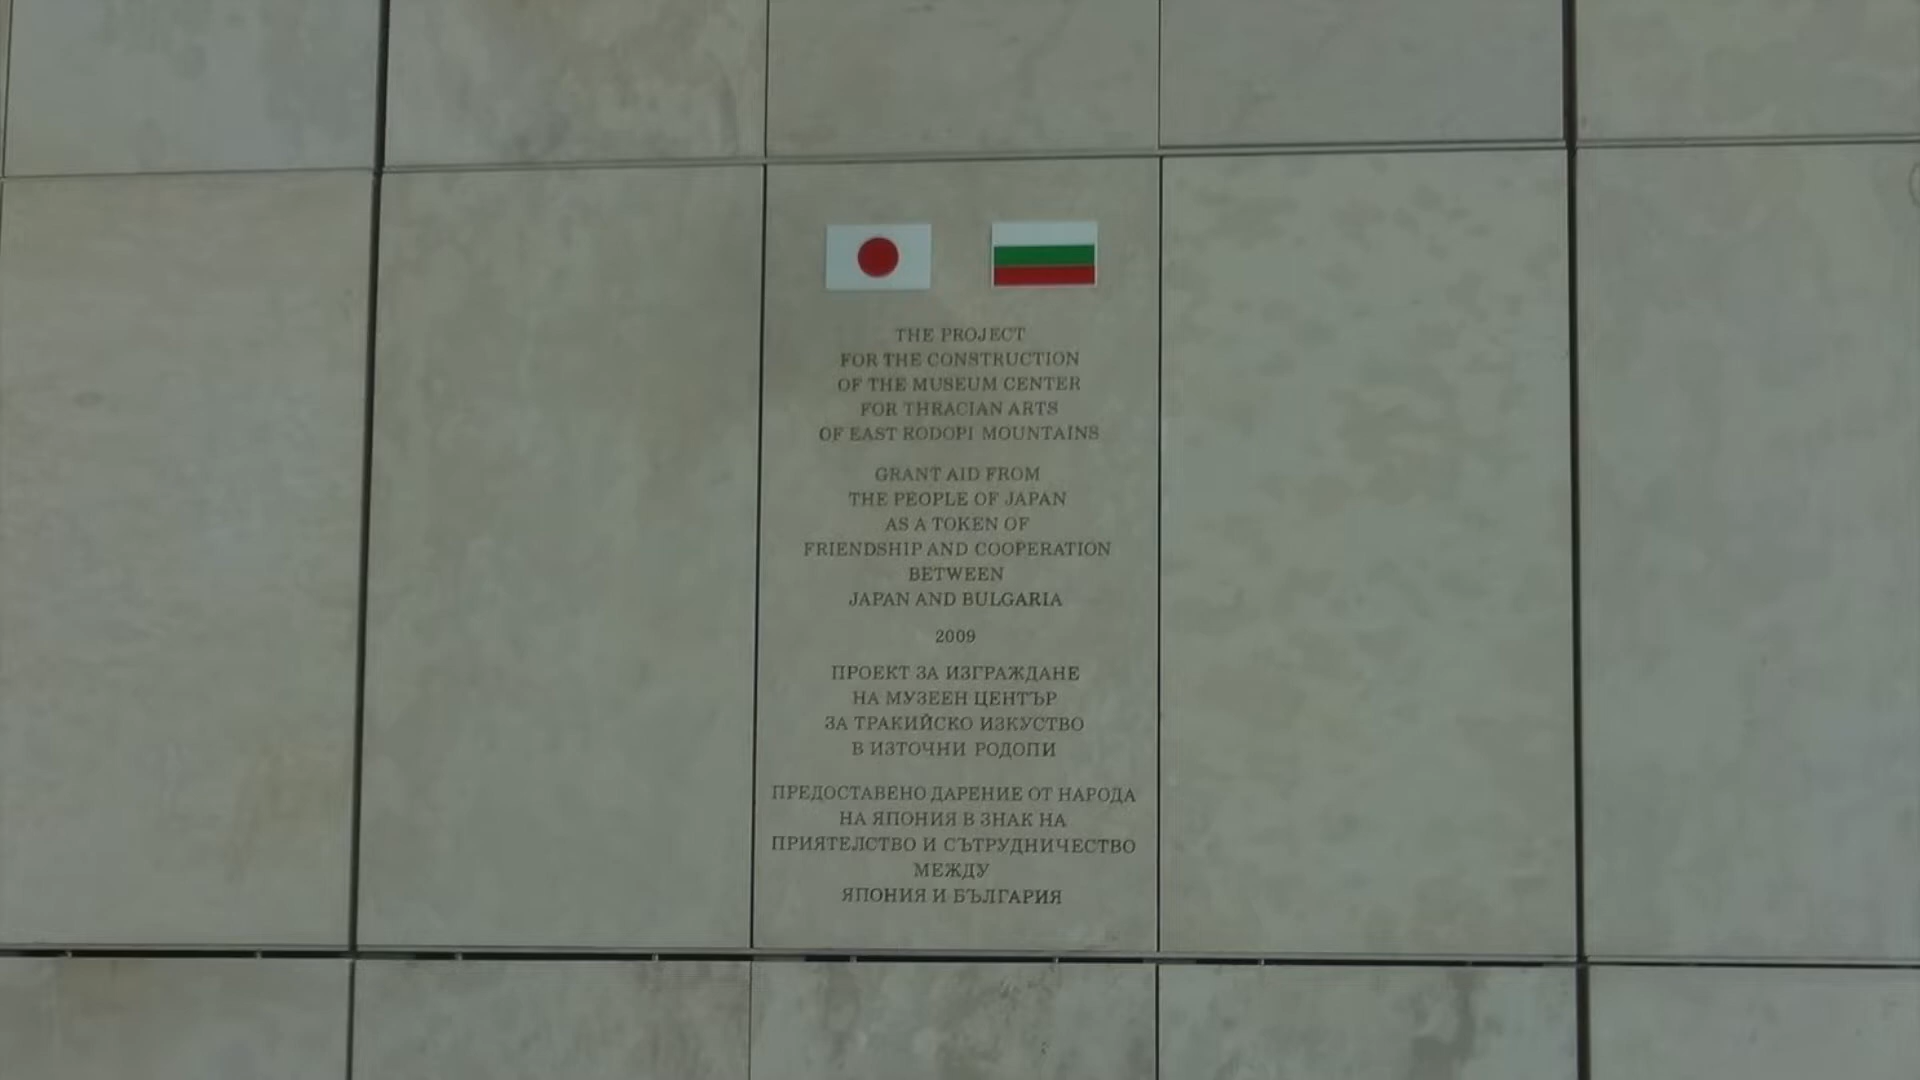 THE PROJECT
FOR THE CONSTRUCTION
OF THE MUSEUM CENTER
FOR THRACIAN ARTS
OF EAST RODOPI MOUNTAINS
GRANT AID FROM
THE PEOPLE OF JAPAN
AS A TOKEN OF
FRIENDSHIP AND COOPERATION
BETWEEN
JAPAN AND BULGARIA
2009
ПРОЕКТ ЗА ИЗГРАЖДАНЕ
НА МУЗЕЕН ЦЕНТЪР
ЗА ТРАКИЙСКО ИЗКУСТВО
В ИЗТОЧНИ РОДОПИ
ПРЕДОСТАВЕНО ДАРЕНИЕ ОТ НАРОДА
НА ЯПОНИЯ В ЗНАК НА
ПРИЯТЕЛСТВО И СЪТРУДНИЧЕСТВО
МЕЖДУ
ЯПОНИЯ И БЪЛГАРИЯ